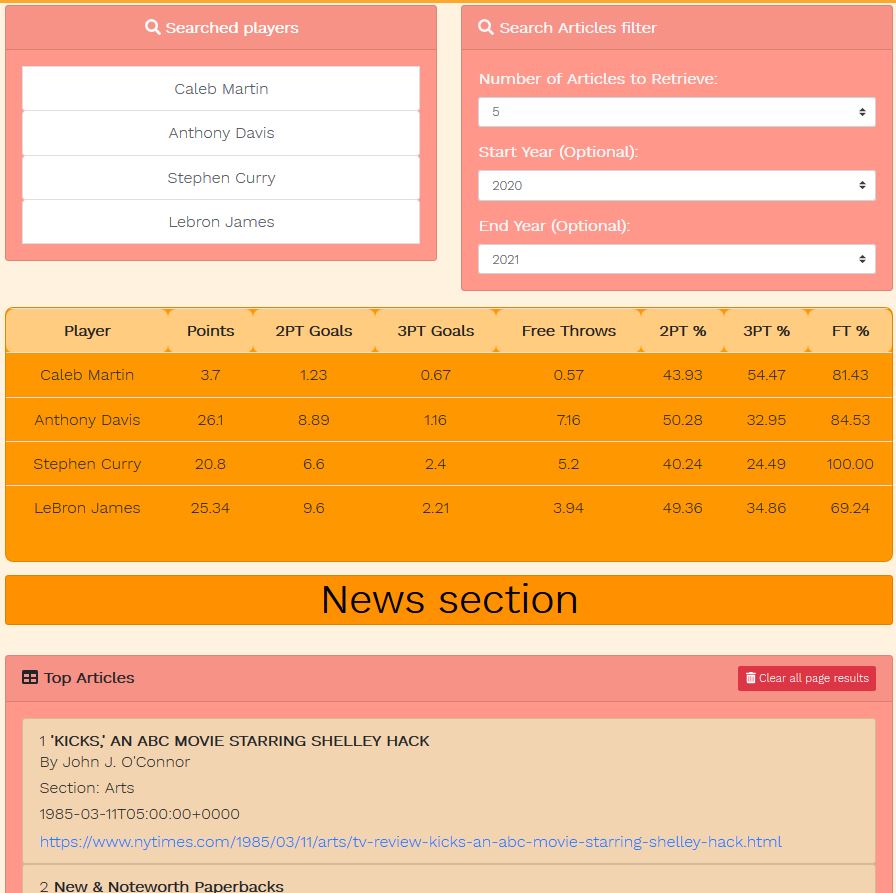 Searched players
Caleb Martin
Anthony Davis
Stephen Curry
Lebron James
Search Articles filter
Number of Articles to Retrieve:
5
Start Year (Optional):
2020
End Year (Optional):
2021
Player Points 2PT Goals 3PT Goals Free Throws 2PT % 3PT % FT %
Caleb Martin 3.7 1.23 0.67 0.57 43.93 54.47 81.43
Anthony Davis 26.1 8.89 1.16 7.16 50.28 32.95 84.53
Stephen Curry 20.8 6.6 2.4 5.2 40.24 24.49 100.00
LeBron James 25.34 9.6 2.21 3.94 49.36 34.86 69.24
News section
Top Articles
Clear all page results
1 'KICKS,' AN ABC MOVIE STARRING SHELLEY HACK
By John J. O'Connor
Section: Arts
1985-03-11T05:00:00+0000
https://www.nytimes.com/1985/03/11/arts/tv-review-kicks-an-abc-movie-starring-shelley-hack.html
2 New & Noteworth Paperbacks